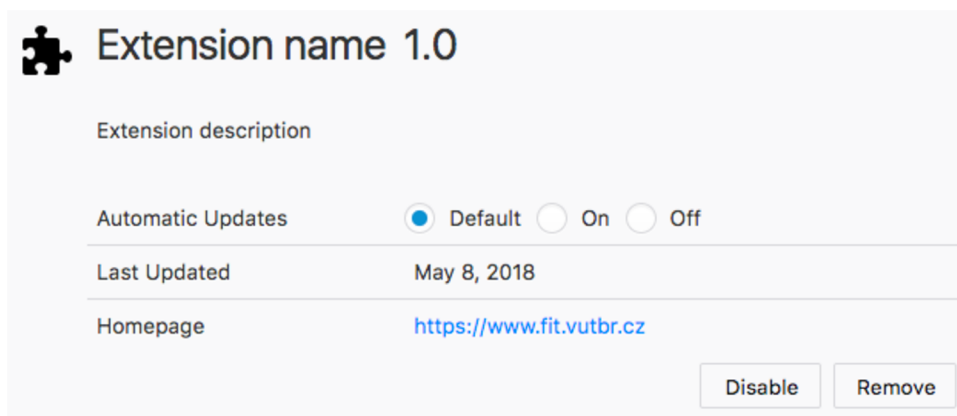 Extension name 1.0
Extension description
Automatic Updates Default On Off
Last Updated May 8, 2018
Homepage https://www.fit.vutbr.cz
Disable Remove